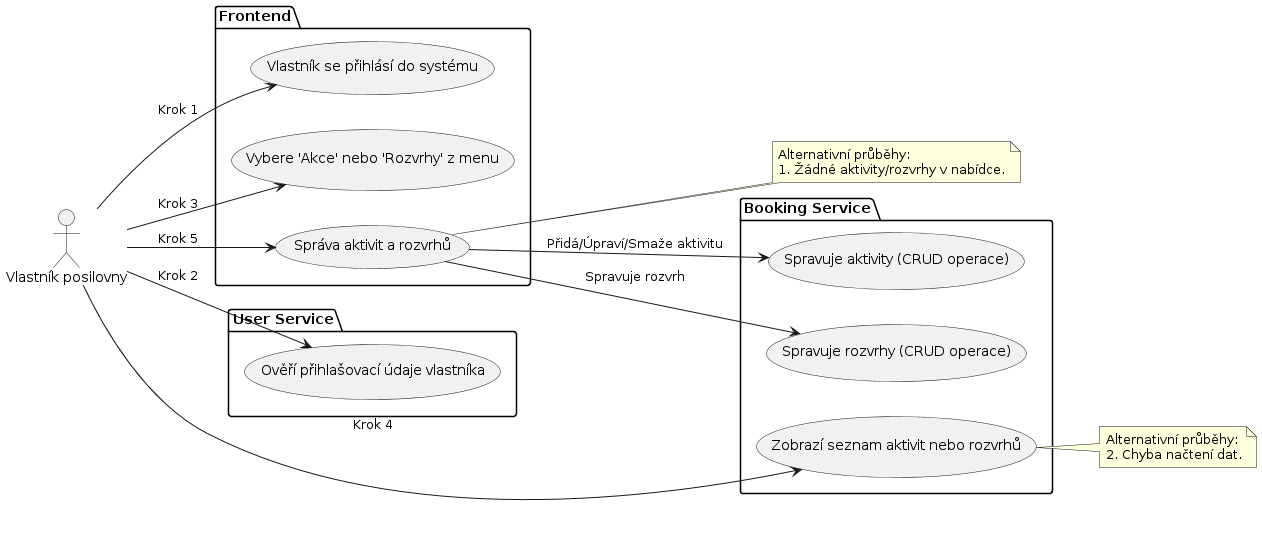 Frontend
Vlastník se přihlásí do systému
Krok 1
Vybere 'Akce' nebo 'Rozvrhy' z menu
Alternativní průběhy:
1. Žádné aktivity/rozvrhy v nabídce.
Krok 3
Booking Service
Krok 5
Správa aktivit a rozvrhů
Přidá/Úpraví/Smaže aktivitu
Spravuje aktivity (CRUD operace)
Vlastník posilovny
Krok 2
Spravuje rozvrh
User Service
Spravuje rozvrhy (CRUD operace)
Ověří přihlašovací údaje vlastníka
Krok 4
Zobrazí seznam aktivit nebo rozvrhů
Alternativní průběhy:
2. Chyba načtení dat.